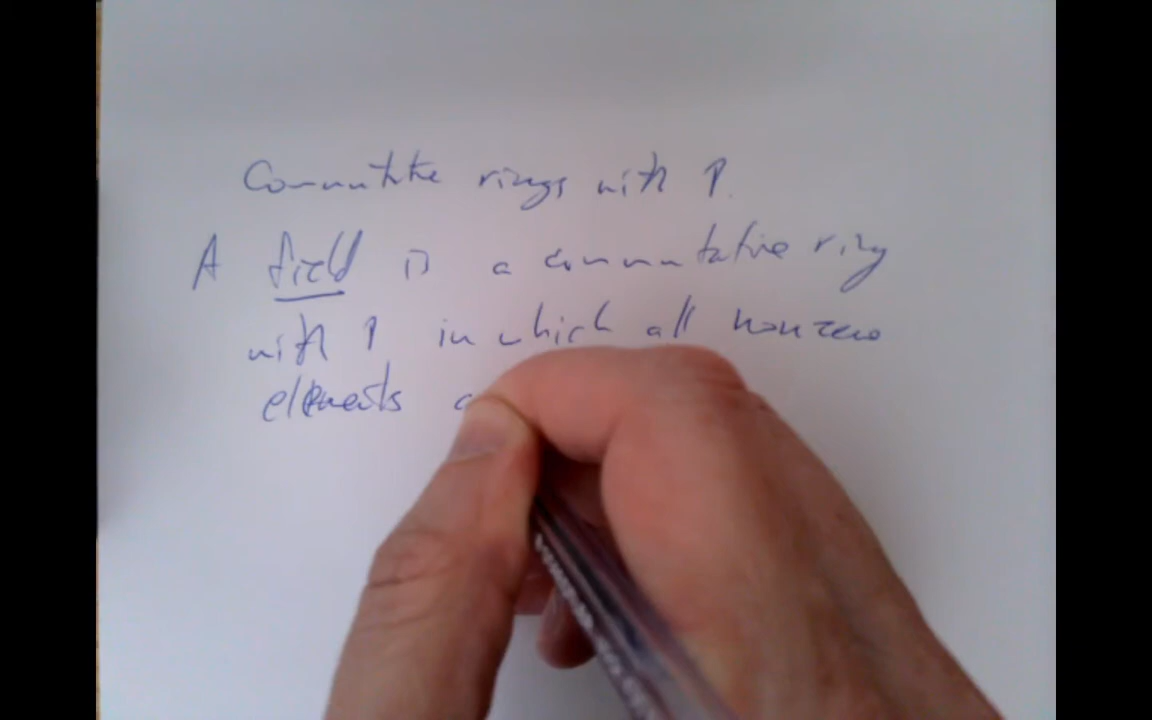 Commutative rings with 1.
A field is a commutative ring
with 1 in which all nonzero
elements a